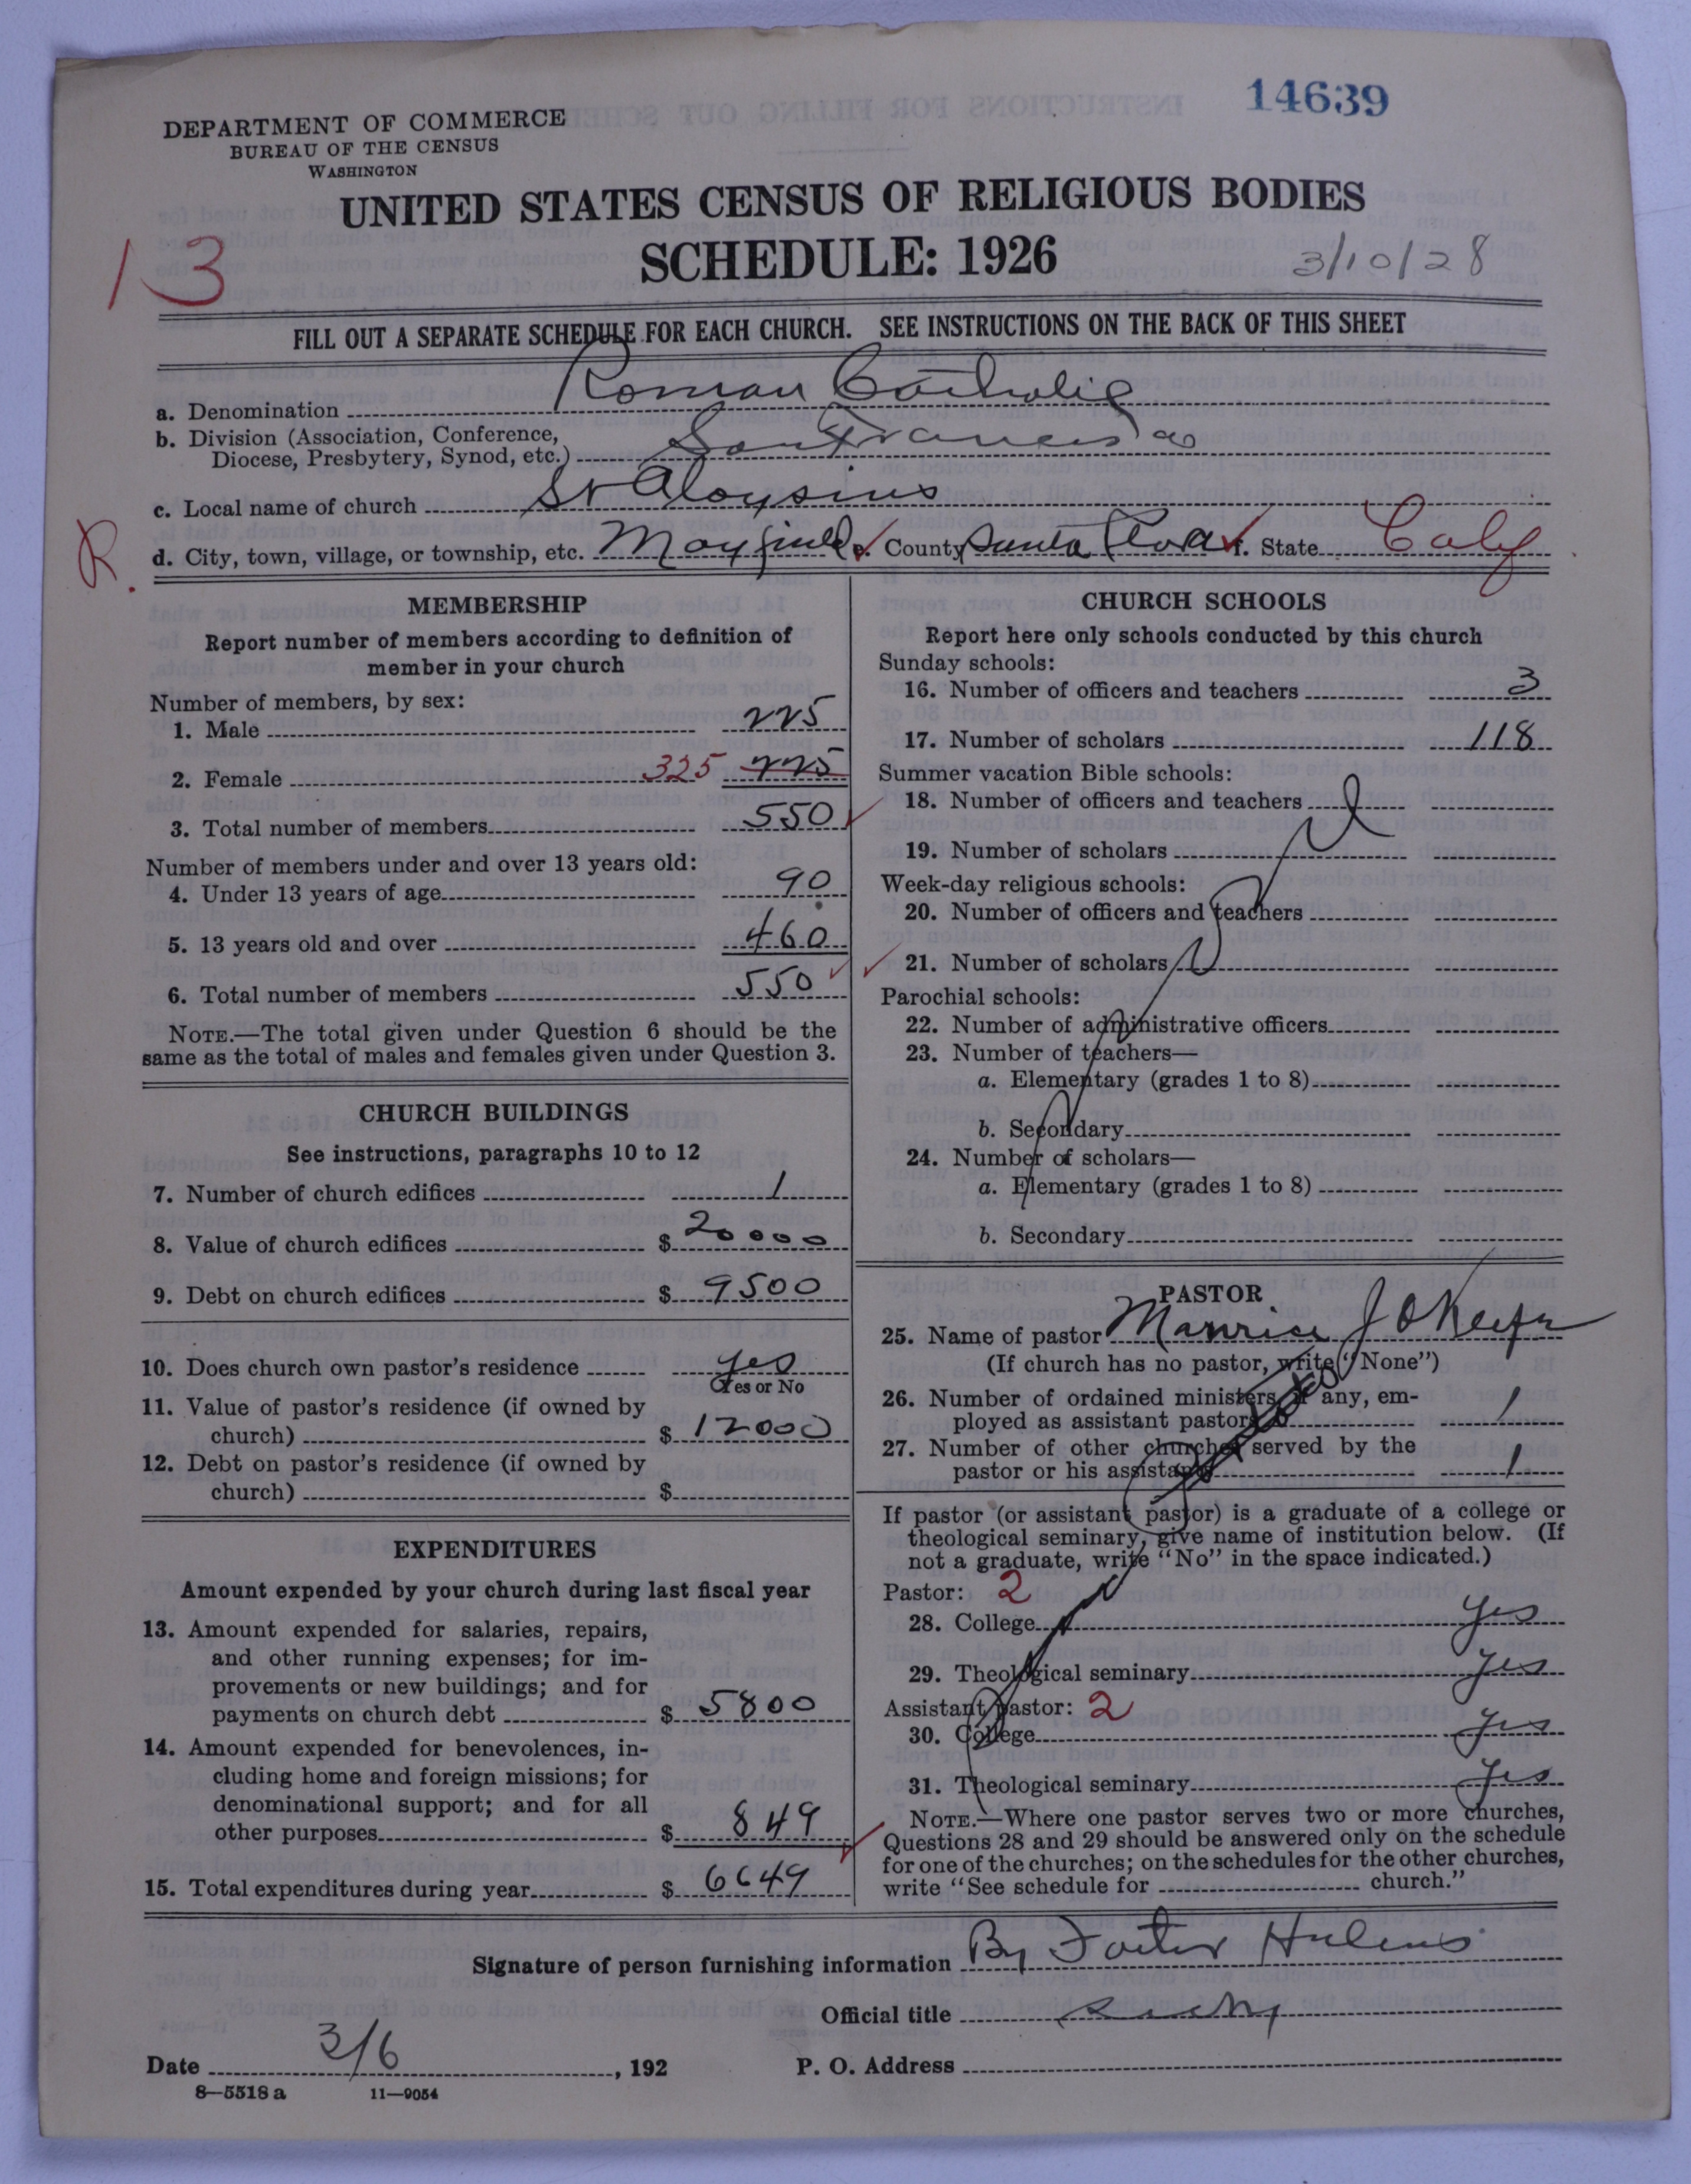 14639
DEPARTMENT OF COMMERCE
BUREAU OF THE CENSUS
WASHINGTON
UNITED STATES CENSUS OF RELIGIOUS BODIES
SCHEDULE: 1926
3/10/28
13
FILL OUT A SEPARATE SCHEDULE FOR EACH CHURCH. SEE INSTRUCTIONS ON THE BACK OF THIS SHEET
a. Denomination Roman Catholic
b. Division (Association, Conference,
Diocese, Presbytery, Synod, etc.) San Francisco
c. Local name of church St Aloysius
R.
d. City, town, village, or township, etc. Mayfield e. County Santa Clara f. State Calif
MEMBERSHIP
Report number of members according to definition of
member in your church
Number of members, by sex:
1. Male 225
2. Female 325 225
3. Total number of members 550
Number of members under and over 13 years old:
4. Under 13 years of age 90
5. 13 years old and over 460
6. Total number of members 550
NOTE.—The total given under Question 6 should be the
same as the total of males and females given under Question 3.
CHURCH BUILDINGS
See instructions, paragraphs 10 to 12
7. Number of church edifices 1
8. Value of church edifices $ 20000
9. Debt on church edifices $ 9500
10. Does church own pastor's residence yes
Yes or No
11. Value of pastor's residence (if owned by
church) $ 12000
12. Debt on pastor's residence (if owned by
church) $
EXPENDITURES
Amount expended by your church during last fiscal year
13. Amount expended for salaries, repairs,
and other running expenses; for im-
provements or new buildings; and for
payments on church debt $ 5800
14. Amount expended for benevolences, in-
cluding home and foreign missions; for
denominational support; and for all
other purposes $ 849
15. Total expenditures during year $ 6649
CHURCH SCHOOLS
Report here only schools conducted by this church
Sunday schools:
16. Number of officers and teachers 3
17. Number of scholars 118
Summer vacation Bible schools:
18. Number of officers and teachers
19. Number of scholars
Week-day religious schools:
20. Number of officers and teachers
21. Number of scholars
Parochial schools:
22. Number of administrative officers
23. Number of teachers—
a. Elementary (grades 1 to 8)
b. Secondary
24. Number of scholars—
a. Elementary (grades 1 to 8)
b. Secondary
PASTOR
25. Name of pastor Maurice J OKeefe
(If church has no pastor, write "None")
26. Number of ordained ministers, if any, em-
ployed as assistant pastors 1
27. Number of other churches served by the
pastor or his assistants 1
If pastor (or assistant pastor) is a graduate of a college or
theological seminary, give name of institution below. (If
not a graduate, write "No" in the space indicated.)
Pastor: 2
28. College yes
29. Theological seminary yes
Assistant pastor: 2
30. College yes
31. Theological seminary yes
NOTE.—Where one pastor serves two or more churches,
Questions 28 and 29 should be answered only on the schedule
for one of the churches; on the schedules for the other churches,
write "See schedule for church."
Signature of person furnishing information By
Official title
Date 3/6, 192
P. O. Address
8—5518 a 11—9054